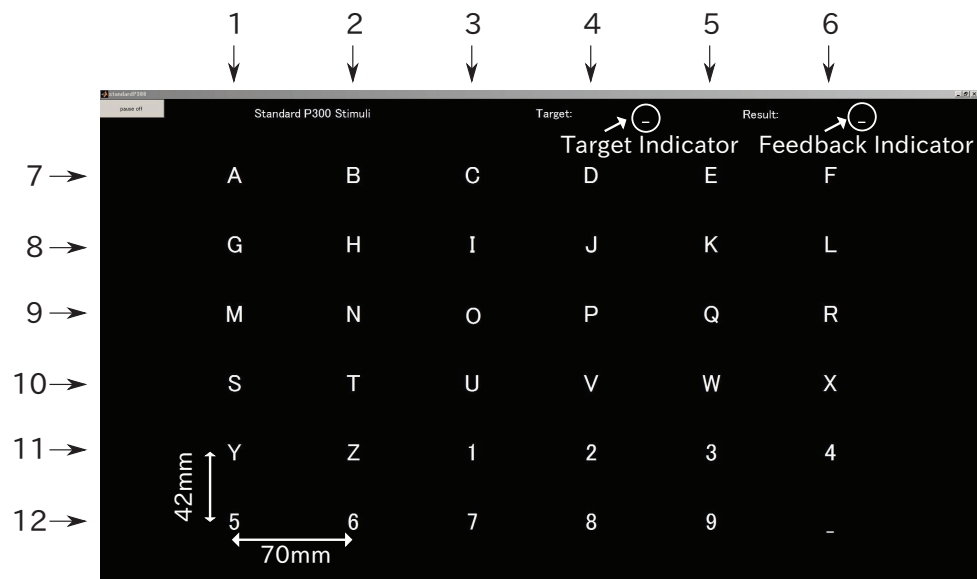 1 2 3 4 5 6
standardP300
pause off
Standard P300 Stimuli Target: _ Result: _
Target Indicator Feedback Indicator
7 A B C D E F
8 G H I J K L
9 M N O P Q R
10 S T U V W X
11 Y Z 1 2 3 4
42mm
12 5 6 7 8 9 _
70mm